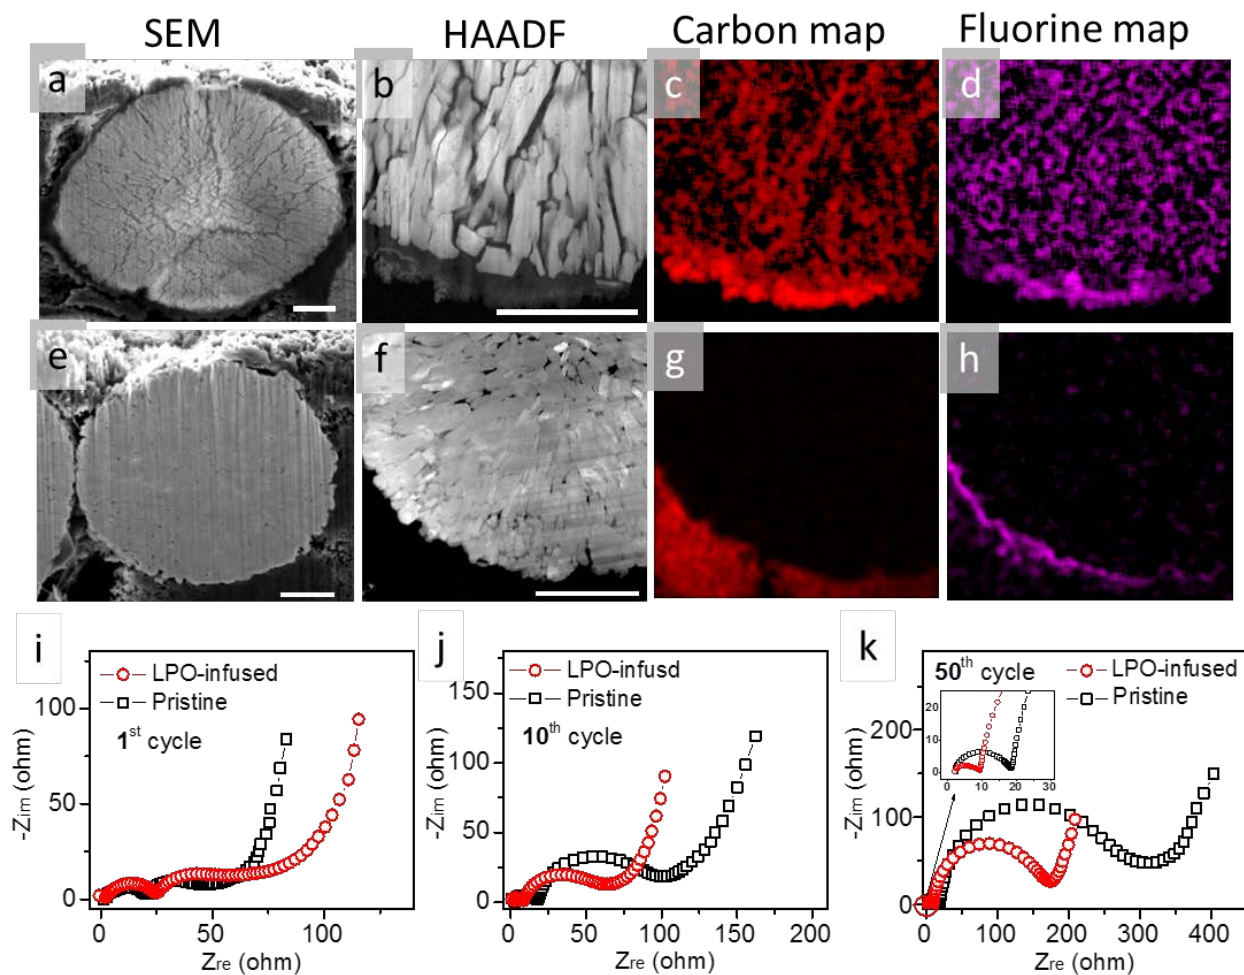 SEM HAADF Carbon map Fluorine map
a b c d
e f g h
i j k
LPO-infused
Pristine
1st cycle
100
50
0
-Zim (ohm)
0 50 100
Zre (ohm)
LPO-infusd
Pristine
10th cycle
150
100
50
0
-Zim (ohm)
0 50 100 150 200
Zre (ohm)
50th cycle
LPO-infused
Pristine
200
100
0
-Zim (ohm)
20
10
0
0 10 20 30
0 100 200 300 400
Zre (ohm)